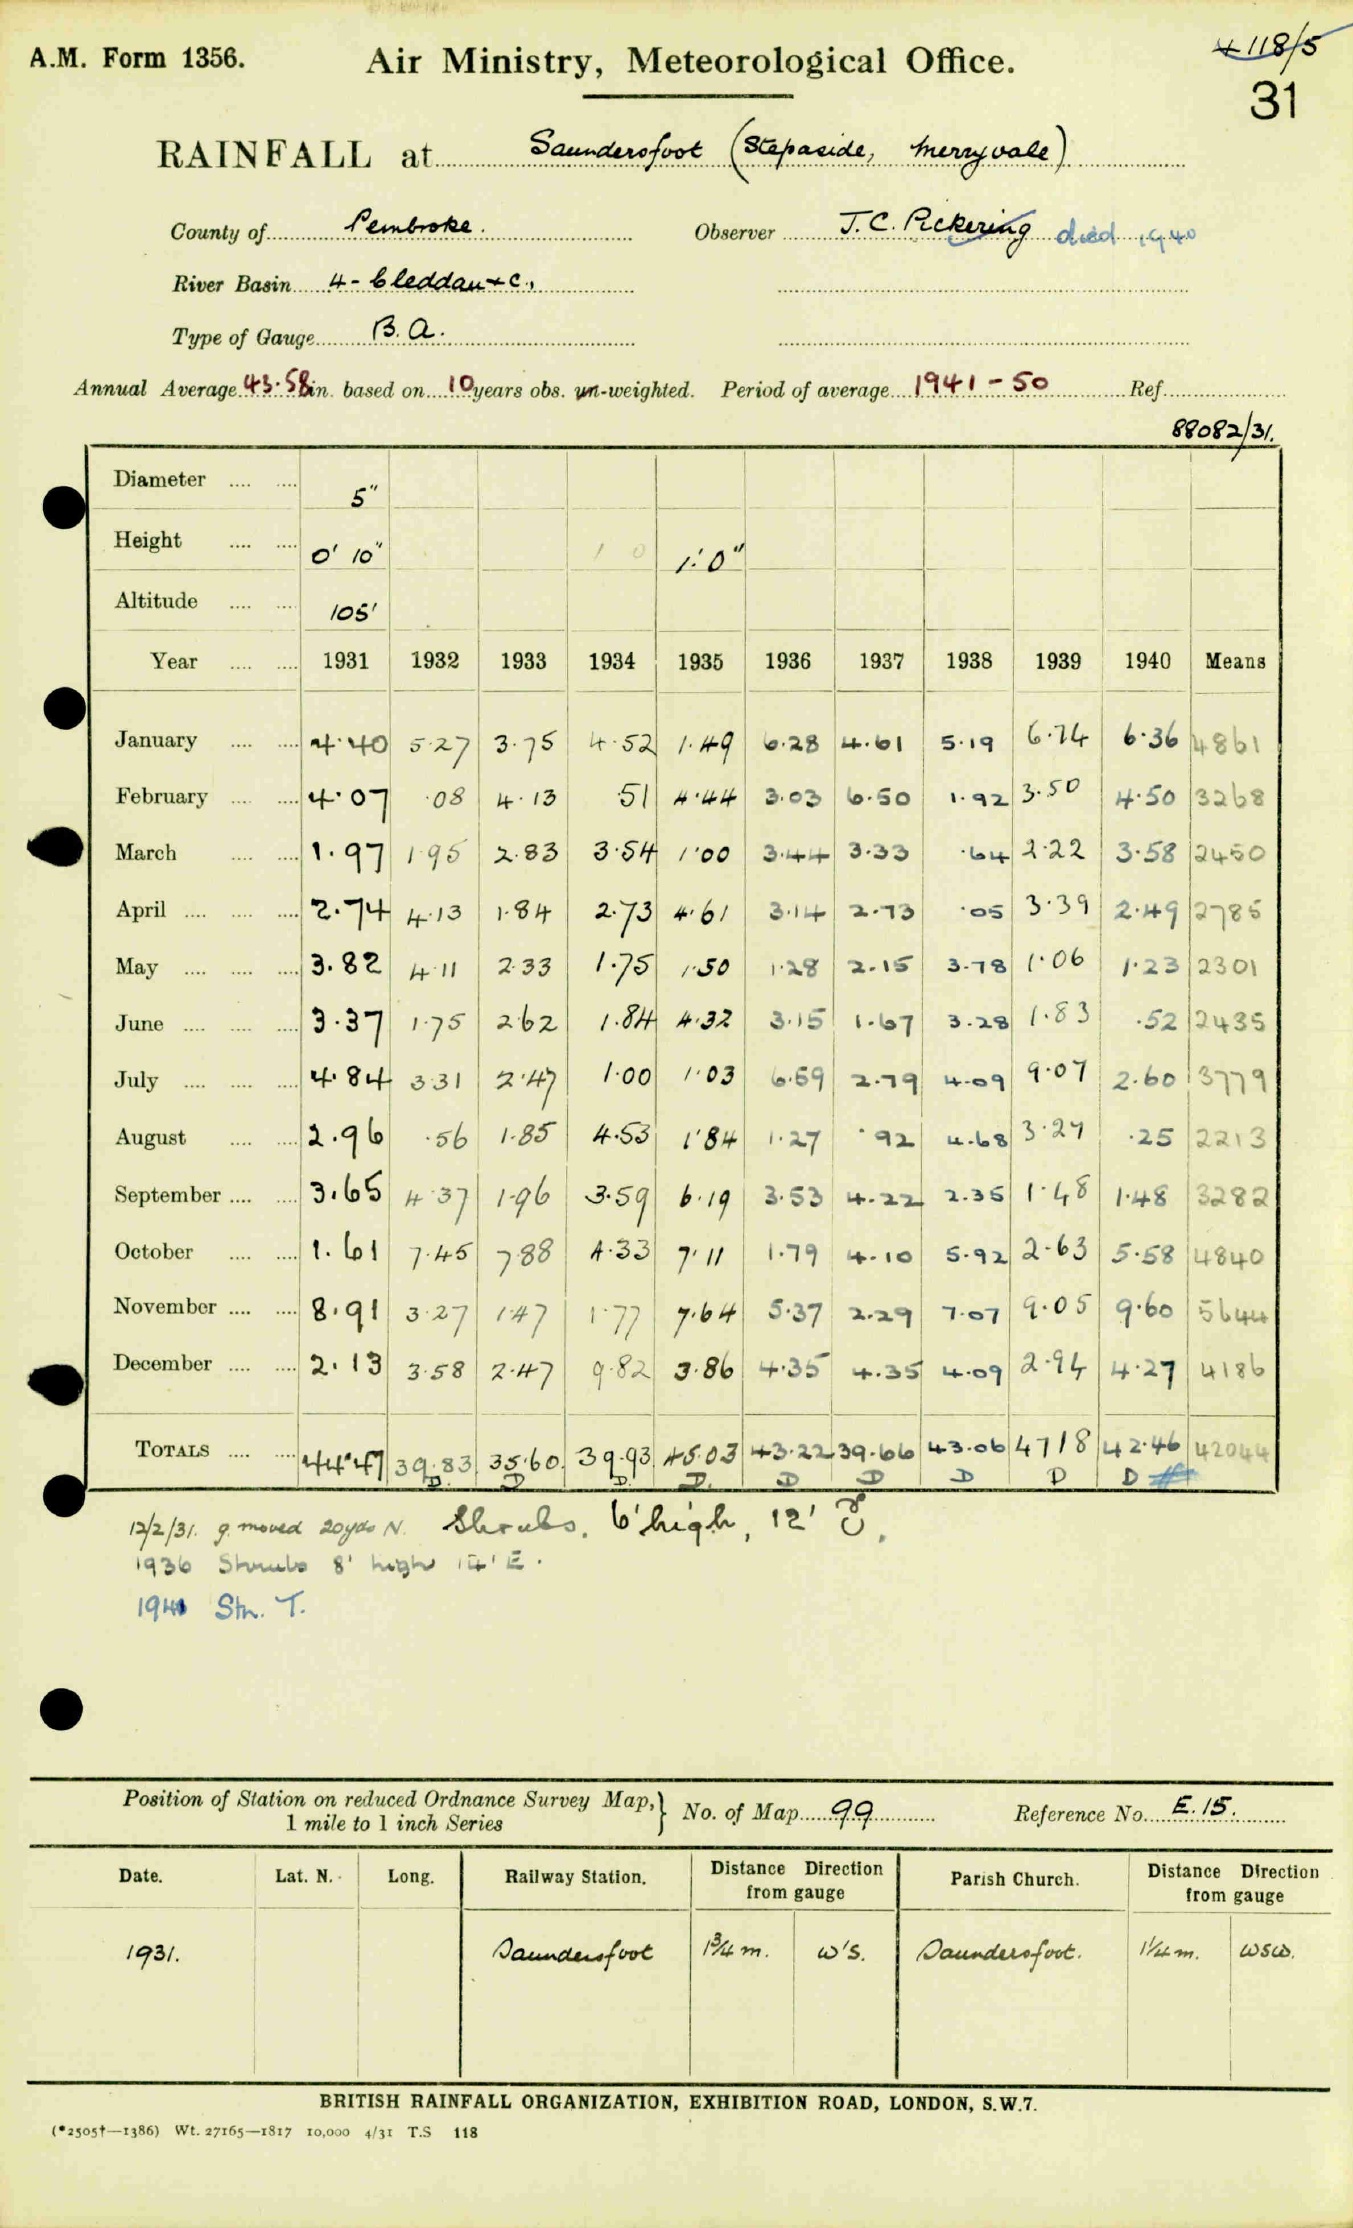 A.M. Form 1356. Air Ministry, Meteorological Office. 4118/5
31
RAINFALL at Saundersfoot (Stepaside, Merryvale)
County of Pembroke. Observer J.C. Pickering died 1940
River Basin 4 - Cleddau + c.,
Type of Gauge B.A.
Annual Average 43.58 in. based on 10 years obs. un-weighted. Period of average 1941-50 Ref.
88082/31.
Diameter .... .... 5"
Height .... .... 0' 10" 1 0 1' 0"
Altitude .... .... 105'
Year .... .... 1931 1932 1933 1934 1935 1936 1937 1938 1939 1940 Means
January .... .... 4.40 5.27 3.75 4.52 1.49 6.28 4.61 5.19 6.74 6.36 4861
February .... .... 4.07 .08 4.13 .51 4.44 3.03 6.50 1.92 3.50 4.50 3268
March .... .... 1.97 1.95 2.83 3.54 1.00 3.44 3.33 .64 2.22 3.58 2450
April .... .... .... 2.74 4.13 1.84 2.73 4.61 3.14 2.73 .05 3.39 2.49 2785
May .... .... .... 3.82 4.11 2.33 1.75 1.50 1.28 2.15 3.78 1.06 1.23 2301
June .... .... .... 3.37 1.75 2.62 1.84 4.32 3.15 1.67 3.28 1.83 .52 2435
July .... .... .... 4.84 3.31 2.47 1.00 1.03 6.59 2.79 4.09 9.07 2.60 3779
August .... .... 2.96 .56 1.85 4.53 1.84 1.27 .92 4.68 3.27 .25 2213
September .... .... 3.65 4.37 1.96 3.59 6.19 3.53 4.22 2.35 1.48 1.48 3282
October .... .... 1.61 7.45 7.88 4.33 7.11 1.79 4.10 5.92 2.63 5.58 4840
November .... .... 8.91 3.27 1.47 1.77 7.64 5.37 2.29 7.07 9.05 9.60 5644
December .... .... 2.13 3.58 2.47 9.82 3.86 4.35 4.35 4.09 2.94 4.27 4186
TOTALS .... .... 44.47 39.83 35.60 39.93 45.03 43.22 39.66 43.06 47 18 42.46 42044
D. D D. D. D D D D D
12/2/31. g. moved 20yds N. Shrubs, 6' high, 12'
1936 Shrubs 8' high 14' E.
1941 Stn. T.
Position of Station on reduced Ordnance Survey Map, 1 mile to 1 inch Series } No. of Map 99 Reference No. E.15.
Date. Lat. N. Long. Railway Station. Distance Direction from gauge Parish Church. Distance Direction from gauge
1931. Saundersfoot 1¾ m. W'S. Saundersfoot. 1¼ m. WSW.
BRITISH RAINFALL ORGANIZATION, EXHIBITION ROAD, LONDON, S.W.7.
(*2505†—1386) Wt. 27165—1817 10,000 4/31 T.S 118